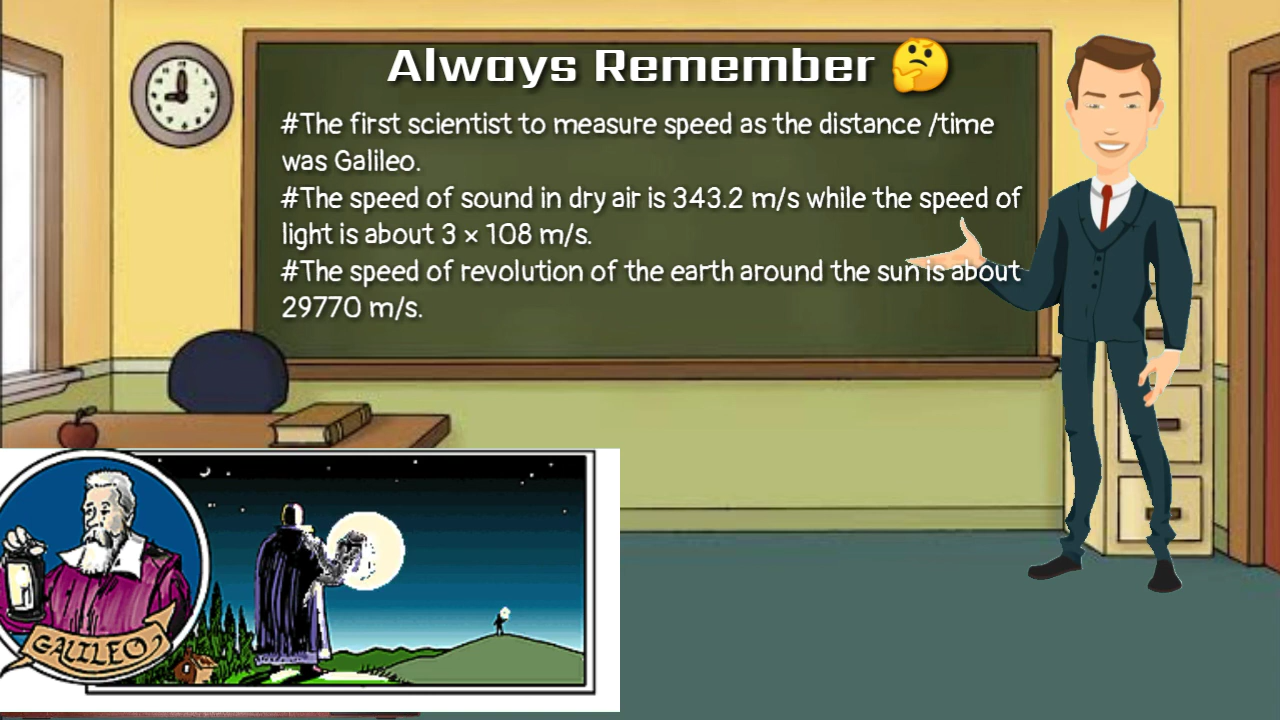 Always Remember 🤔
#The first scientist to measure speed as the distance /time
was Galileo.
#The speed of sound in dry air is 343.2 m/s while the speed of
light is about 3 × 108 m/s.
#The speed of revolution of the earth around the sun is about
29770 m/s.
GALILEO